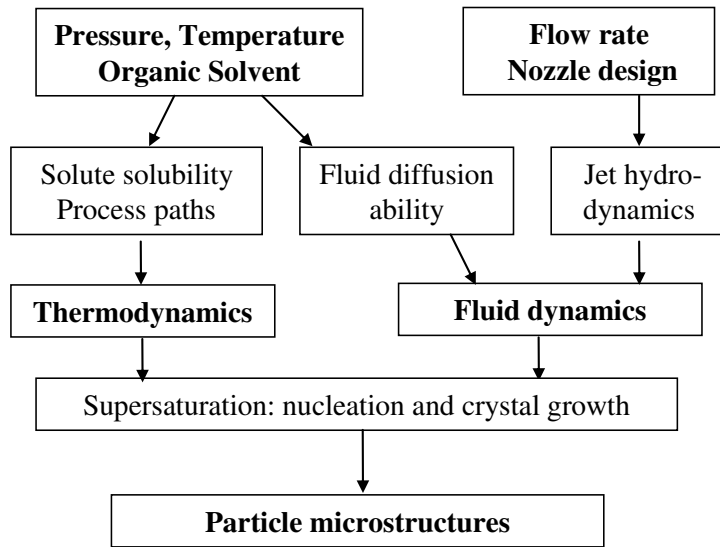 Pressure, Temperature
Organic Solvent
Flow rate
Nozzle design
Solute solubility
Process paths
Fluid diffusion
ability
Jet hydro-
dynamics
Thermodynamics
Fluid dynamics
Supersaturation: nucleation and crystal growth
Particle microstructures